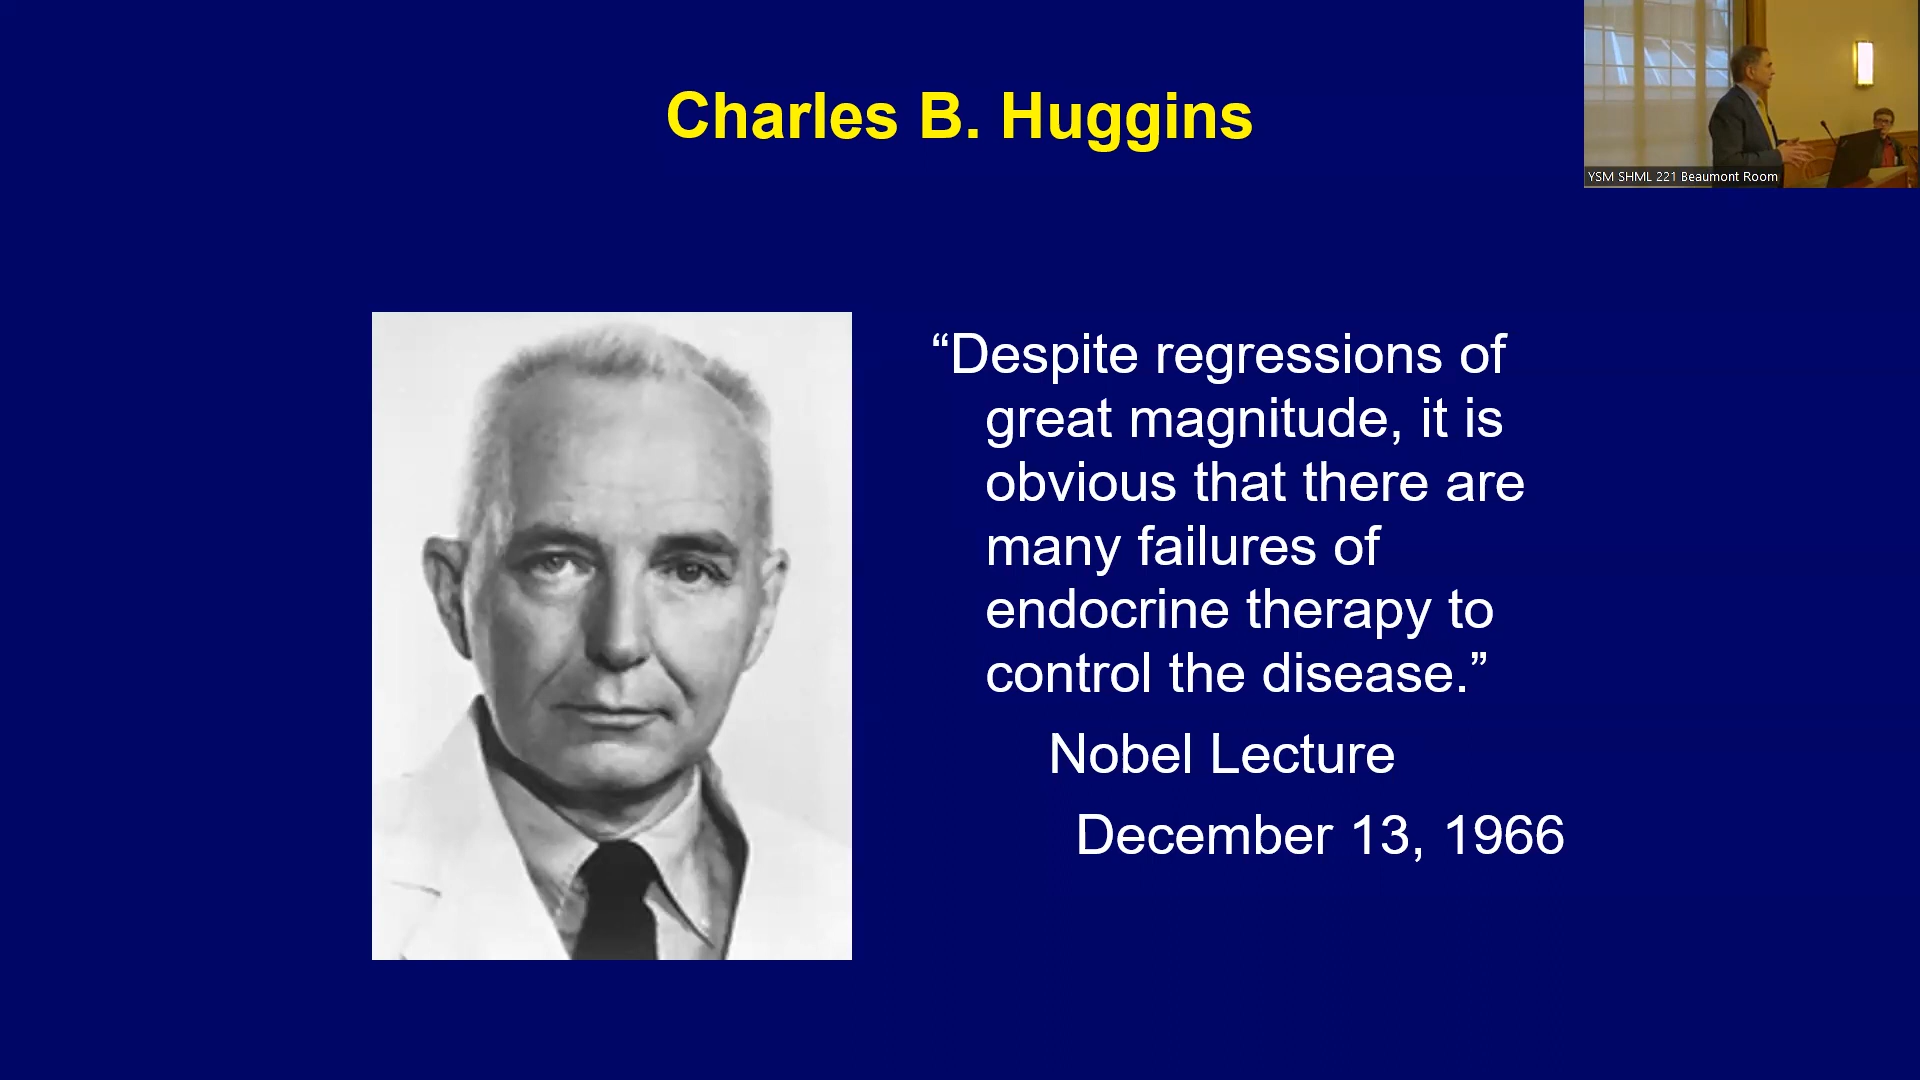 Charles B. Huggins
YSM SHML 221 Beaumont Room
“Despite regressions of
great magnitude, it is
obvious that there are
many failures of
endocrine therapy to
control the disease.”
Nobel Lecture
December 13, 1966